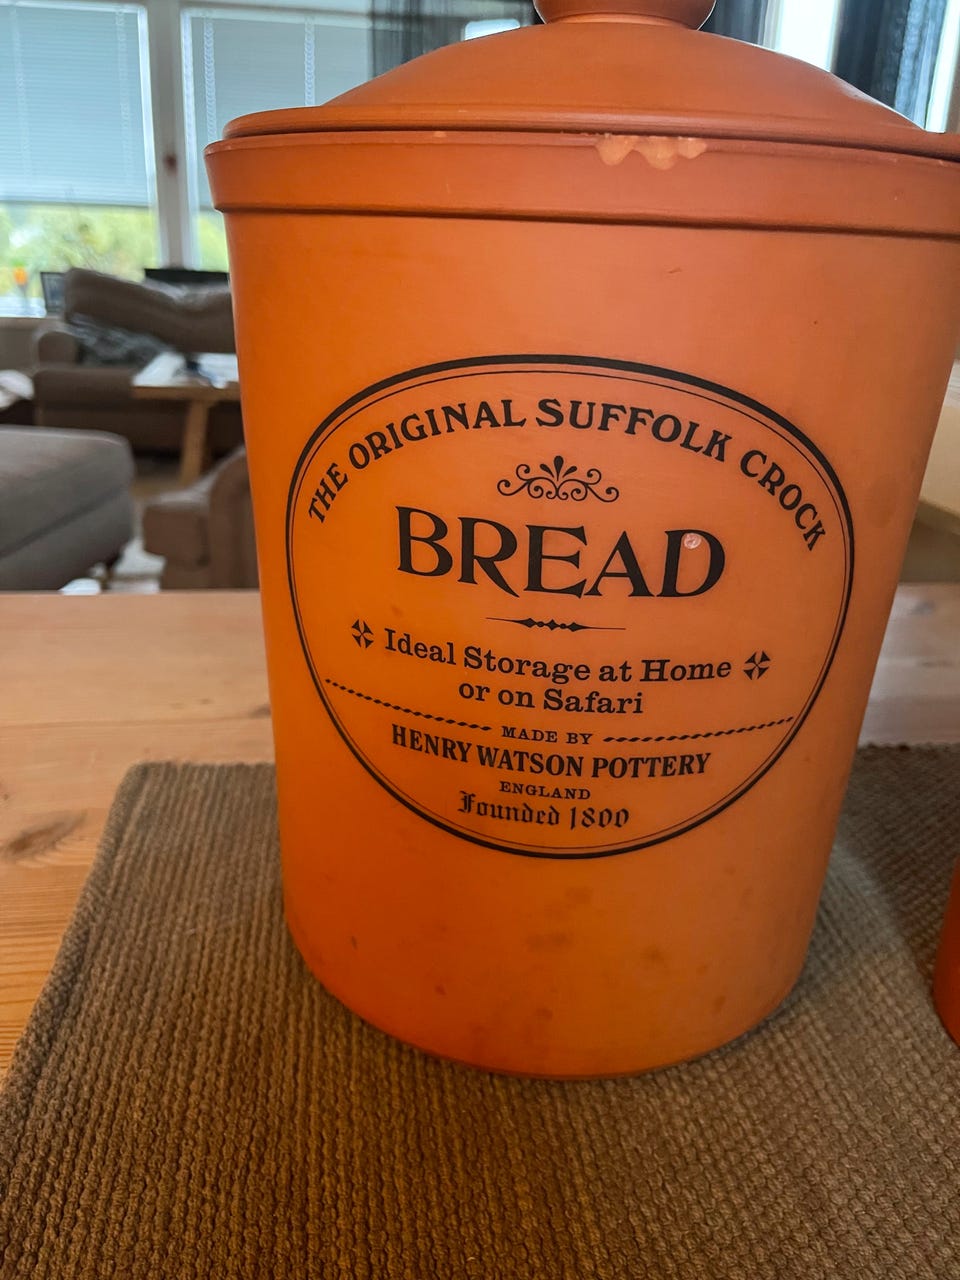 THE ORIGINAL SUFFOLK CROCK
BREAD
Ideal Storage at Home
or on Safari
MADE BY
HENRY WATSON POTTERY
ENGLAND
Founded 1800